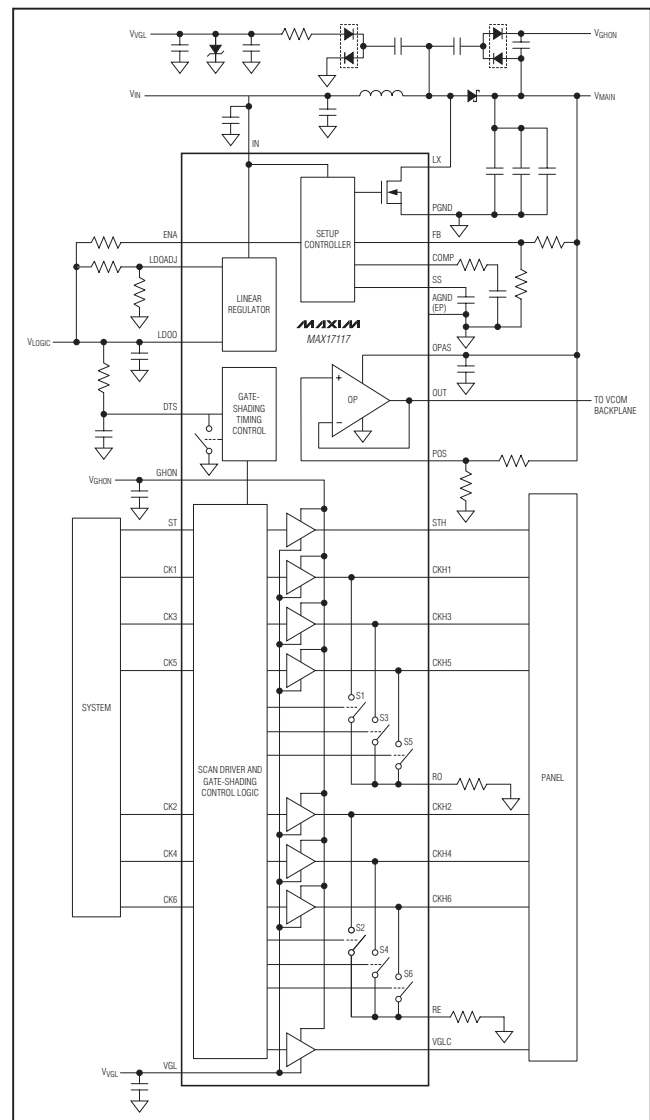 VVGL
VGHON
VIN
VMAIN
IN
LX
PGND
SETUP
CONTROLLER
ENA
FB
LDOADJ
COMP
SS
LINEAR
REGULATOR
AGND
(EP)
MAXIM
MAX17117
VLOGIC
LDOO
OPAS
GATE-
SHADING
TIMING
CONTROL
DTS
+
OP
−
OUT
TO VCOM
BACKPLANE
POS
GHON
VGHON
ST
STH
CK1
CKH1
CK3
CKH3
CK5
CKH5
SYSTEM
S1
S3
S5
SCAN DRIVER AND
GATE-SHADING
CONTROL LOGIC
RO
PANEL
CK2
CKH2
CK4
CKH4
CK6
CKH6
S2
S4
S6
RE
VGLC
VGL
VVGL